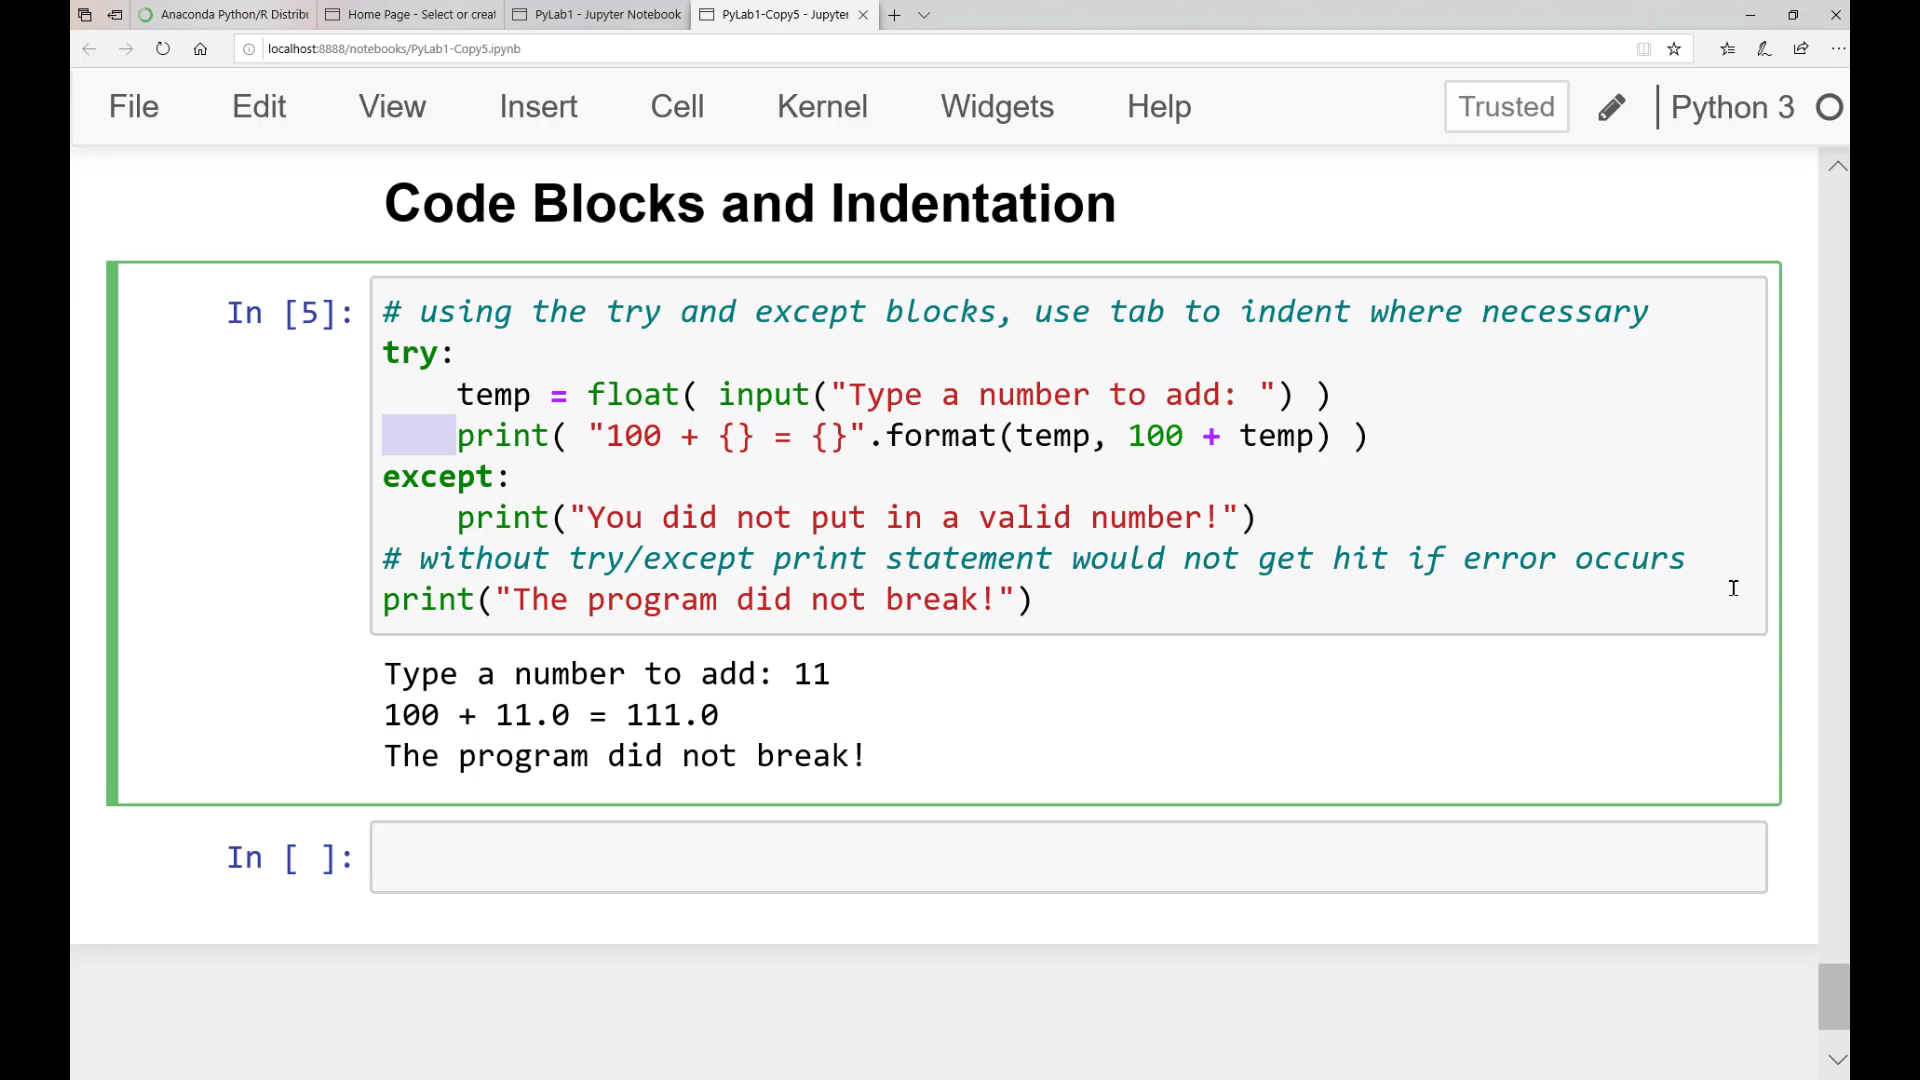 Anaconda Python/R Distribu
Home Page - Select or creat
PyLab1 - Jupyter Notebook
PyLab1-Copy5 - Jupyter
localhost:8888/notebooks/PyLab1-Copy5.ipynb
File Edit View Insert Cell Kernel Widgets Help Trusted Python 3
Code Blocks and Indentation
In [5]:
# using the try and except blocks, use tab to indent where necessary
try:
    temp = float( input("Type a number to add: ") )
    print( "100 + {} = {}".format(temp, 100 + temp) )
except:
    print("You did not put in a valid number!")
# without try/except print statement would not get hit if error occurs
print("The program did not break!")
Type a number to add: 11
100 + 11.0 = 111.0
The program did not break!
In [ ]: